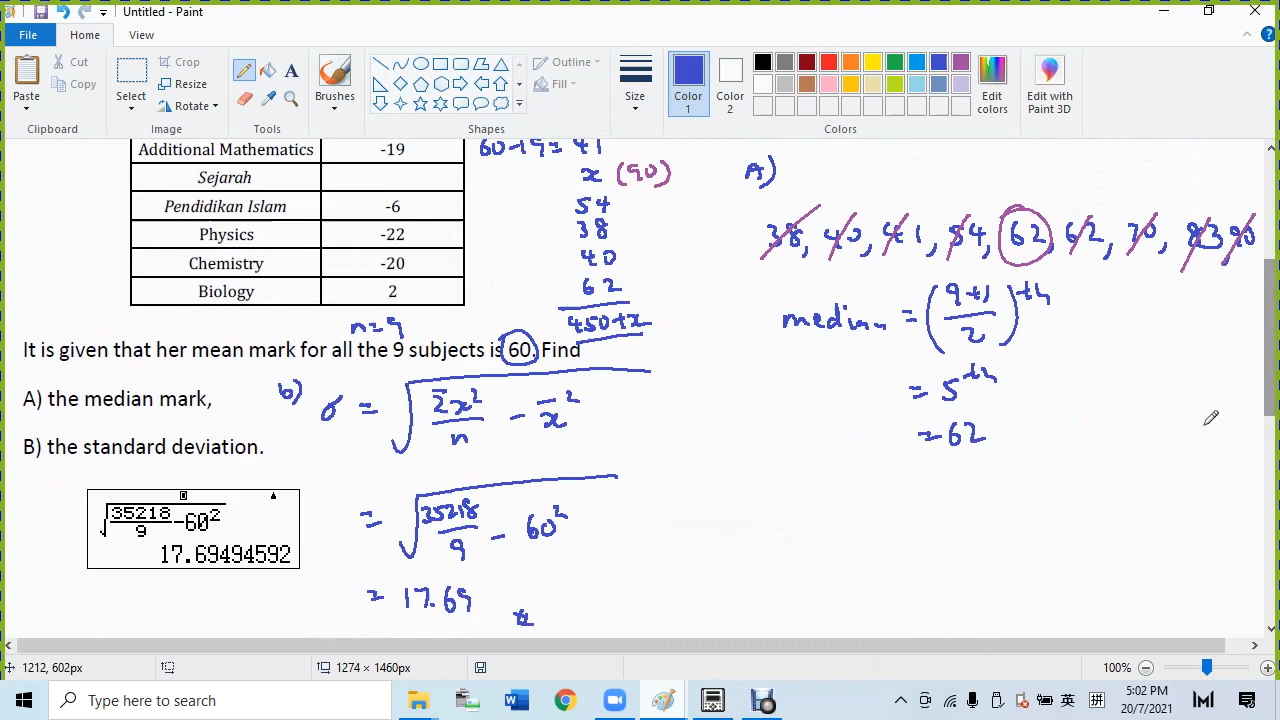 Untitled - Paint
File Home View
Cut
Copy
Paste
Clipboard
Select
Crop
Resize
Rotate
Image
A
Tools
Brushes
Outline
Fill
Shapes
Size
Color 1
Color 2
Edit colors
Colors
Edit with Paint 3D
Additional Mathematics -19
Sejarah
Pendidikan Islam -6
Physics -22
Chemistry -20
Biology 2
60-19=41
x (90)
54
38
40
62
450+x
n=9
It is given that her mean mark for all the 9 subjects is 60. Find
A) the median mark,
B) the standard deviation.
b) σ = √(Σx²/n - x̄²)
= √(35218/9 - 60²)
= 17.69
√(35218/9 -60²)
17.69494592
A)
38, 40, 41, 54, 62, 62, 70, 83 90
median = ((9+1)/2)th
= 5th
= 62
1212, 602px
1274 × 1460px
100%
Type here to search
英
拼
5:02 PM
20/7/2021